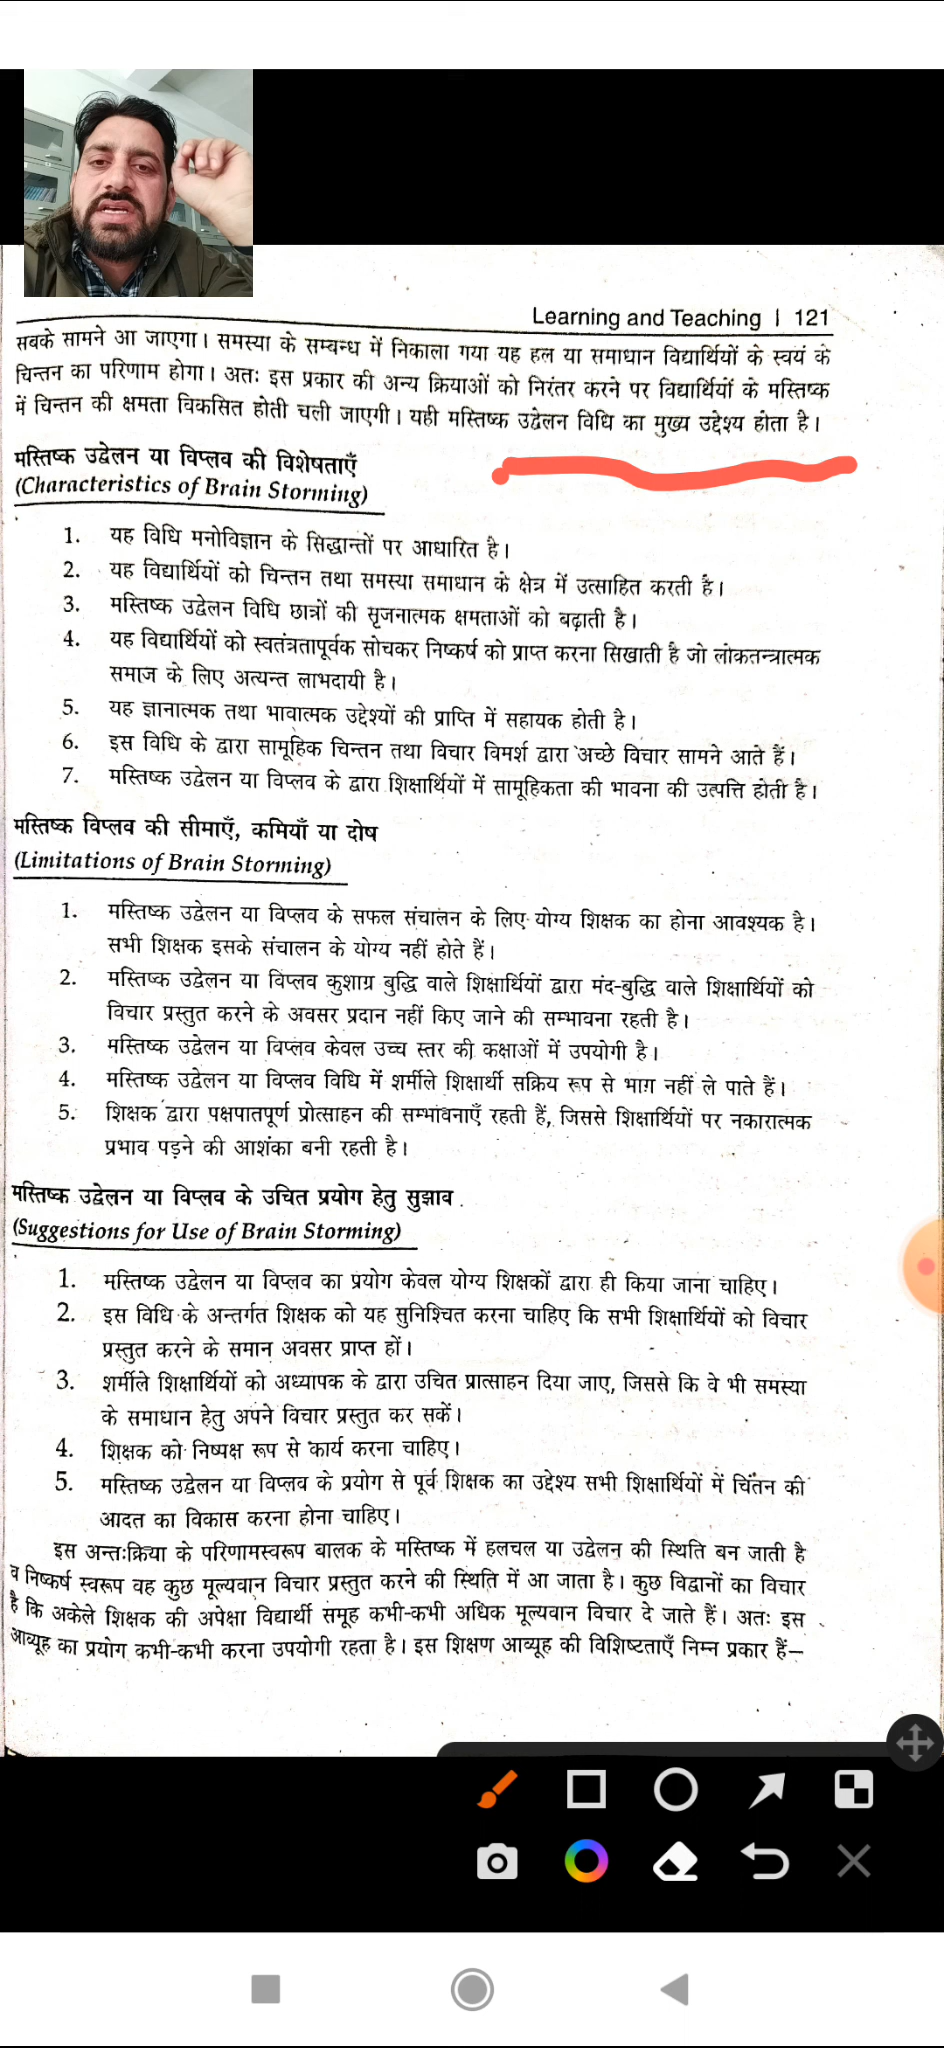 Learning and Teaching | 121
सबके सामने आ जाएगा। समस्या के सम्बन्ध में निकाला गया यह हल या समाधान विद्यार्थियों के स्वयं के
चिन्तन का परिणाम होगा। अतः इस प्रकार की अन्य क्रियाओं को निरंतर करने पर विद्यार्थियों के मस्तिष्क
में चिन्तन की क्षमता विकसित होती चली जाएगी। यही मस्तिष्क उद्वेलन विधि का मुख्य उद्देश्य होता है।
मस्तिष्क उद्वेलन या विप्लव की विशेषताएँ
(Characteristics of Brain Storming)
1. यह विधि मनोविज्ञान के सिद्धान्तों पर आधारित है।
2. यह विद्यार्थियों को चिन्तन तथा समस्या समाधान के क्षेत्र में उत्साहित करती है।
3. मस्तिष्क उद्वेलन विधि छात्रों की सृजनात्मक क्षमताओं को बढ़ाती है।
4. यह विद्यार्थियों को स्वतंत्रतापूर्वक सोचकर निष्कर्ष को प्राप्त करना सिखाती है जो लोकतन्त्रात्मक
समाज के लिए अत्यन्त लाभदायी है।
5. यह ज्ञानात्मक तथा भावात्मक उद्देश्यों की प्राप्ति में सहायक होती है।
6. इस विधि के द्वारा सामूहिक चिन्तन तथा विचार विमर्श द्वारा अच्छे विचार सामने आते हैं।
7. मस्तिष्क उद्वेलन या विप्लव के द्वारा शिक्षार्थियों में सामूहिकता की भावना की उत्पत्ति होती है।
मस्तिष्क विप्लव की सीमाएँ, कमियाँ या दोष
(Limitations of Brain Storming)
1. मस्तिष्क उद्वेलन या विप्लव के सफल संचालन के लिए योग्य शिक्षक का होना आवश्यक है।
सभी शिक्षक इसके संचालन के योग्य नहीं होते हैं।
2. मस्तिष्क उद्वेलन या विप्लव कुशाग्र बुद्धि वाले शिक्षार्थियों द्वारा मंद-बुद्धि वाले शिक्षार्थियों को
विचार प्रस्तुत करने के अवसर प्रदान नहीं किए जाने की सम्भावना रहती है।
3. मस्तिष्क उद्वेलन या विप्लव केवल उच्च स्तर की कक्षाओं में उपयोगी है।
4. मस्तिष्क उद्वेलन या विप्लव विधि में शर्मीले शिक्षार्थी सक्रिय रूप से भाग नहीं ले पाते हैं।
5. शिक्षक द्वारा पक्षपातपूर्ण प्रोत्साहन की सम्भावनाएँ रहती हैं, जिससे शिक्षार्थियों पर नकारात्मक
प्रभाव पड़ने की आशंका बनी रहती है।
मस्तिष्क उद्वेलन या विप्लव के उचित प्रयोग हेतु सुझाव
(Suggestions for Use of Brain Storming)
1. मस्तिष्क उद्वेलन या विप्लव का प्रयोग केवल योग्य शिक्षकों द्वारा ही किया जाना चाहिए।
2. इस विधि के अन्तर्गत शिक्षक को यह सुनिश्चित करना चाहिए कि सभी शिक्षार्थियों को विचार
प्रस्तुत करने के समान अवसर प्राप्त हों।
3. शर्मीले शिक्षार्थियों को अध्यापक के द्वारा उचित प्रात्साहन दिया जाए, जिससे कि वे भी समस्या
के समाधान हेतु अपने विचार प्रस्तुत कर सकें।
4. शिक्षक को निष्पक्ष रूप से कार्य करना चाहिए।
5. मस्तिष्क उद्वेलन या विप्लव के प्रयोग से पूर्व शिक्षक का उद्देश्य सभी शिक्षार्थियों में चिंतन की
आदत का विकास करना होना चाहिए।
इस अन्तःक्रिया के परिणामस्वरूप बालक के मस्तिष्क में हलचल या उद्वेलन की स्थिति बन जाती है
व निष्कर्ष स्वरूप वह कुछ मूल्यवान विचार प्रस्तुत करने की स्थिति में आ जाता है। कुछ विद्वानों का विचार
है कि अकेले शिक्षक की अपेक्षा विद्यार्थी समूह कभी-कभी अधिक मूल्यवान विचार दे जाते हैं। अतः इस
आव्यूह का प्रयोग कभी-कभी करना उपयोगी रहता है। इस शिक्षण आव्यूह की विशिष्टताएँ निम्न प्रकार हैं–